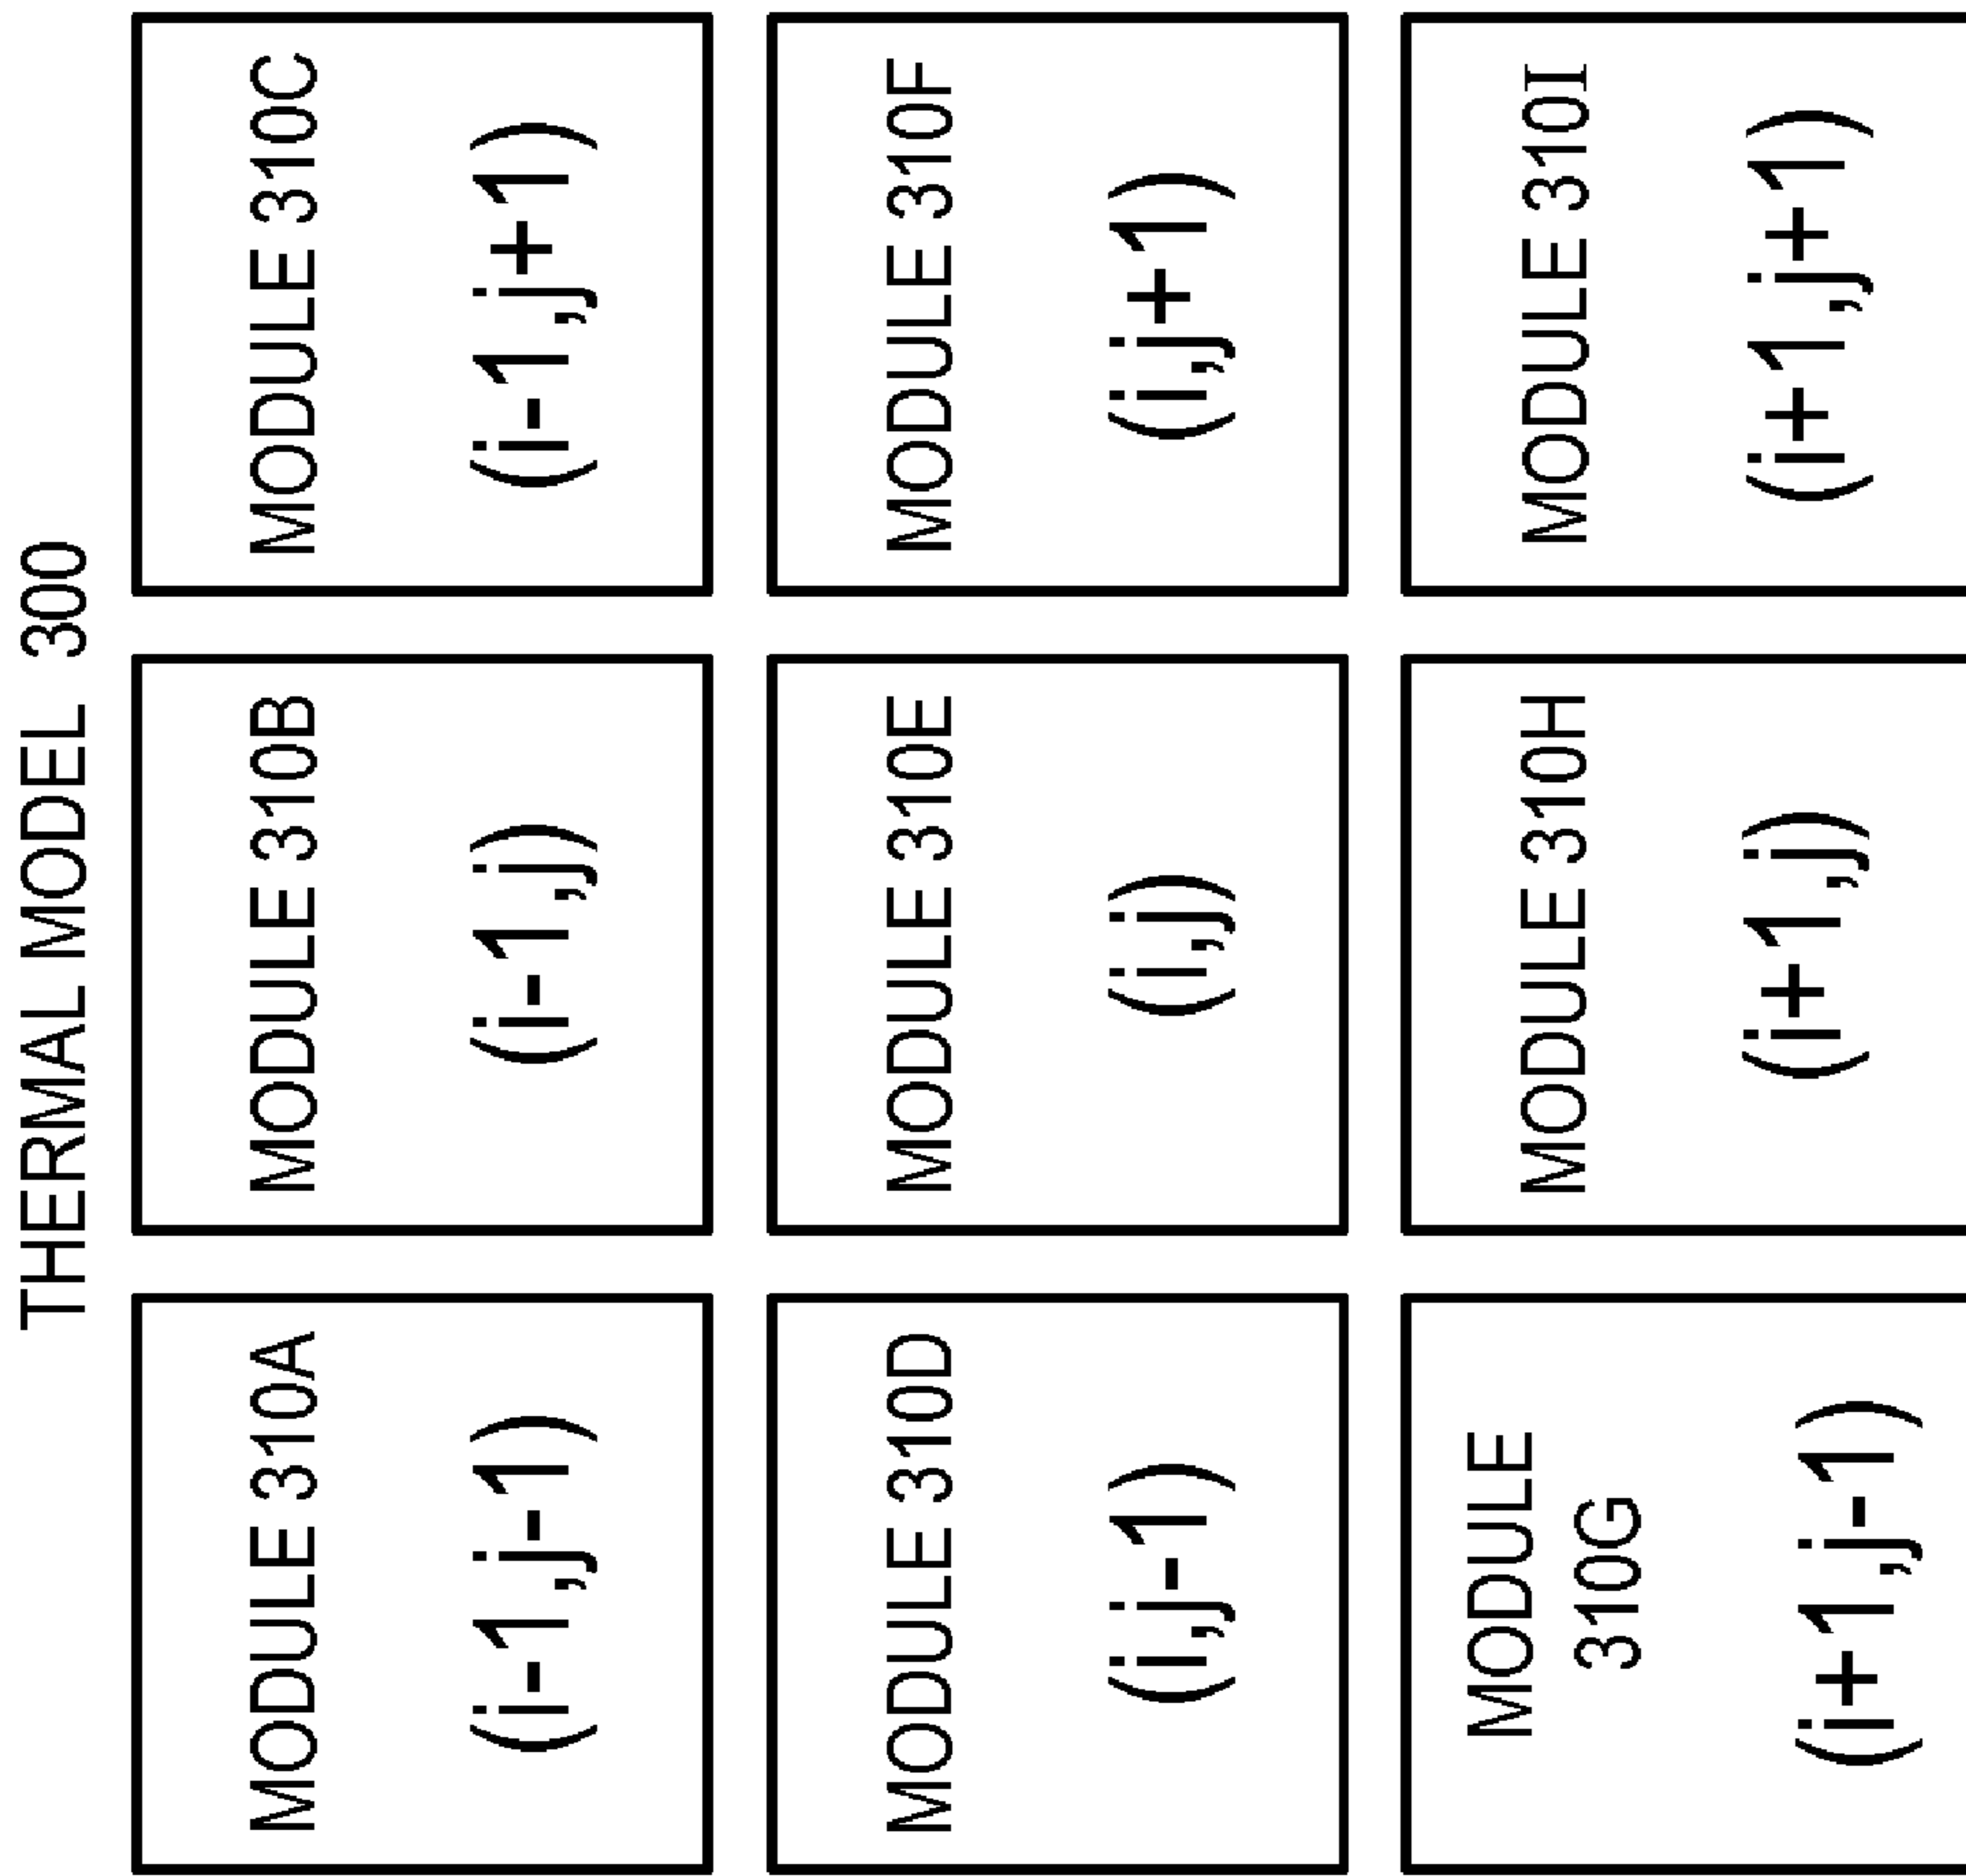 THERMAL MODEL 300
MODULE 310A
(i-1,j-1)
MODULE 310B
(i-1,j)
MODULE 310C
(i-1,j+1)
MODULE 310D
(i,j-1)
MODULE 310E
(i,j)
MODULE 310F
(i,j+1)
MODULE
310G
(i+1,j-1)
MODULE 310H
(i+1,j)
MODULE 310I
(i+1,j+1)